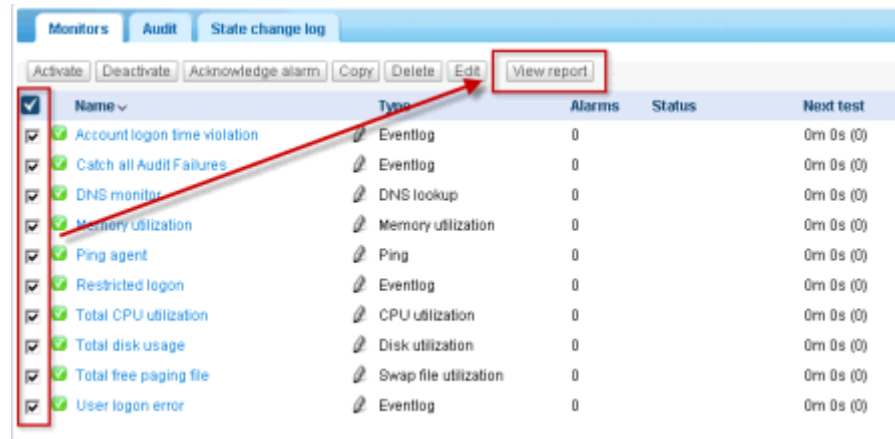 Monitors Audit State change log
Activate Deactivate Acknowledge alarm Copy Delete Edit View report
Name Type Alarms Status Next test
Account logon time violation Eventlog 0 0m 0s (0)
Catch all Audit Failures Eventlog 0 0m 0s (0)
DNS monitor DNS lookup 0 0m 0s (0)
Memory utilization Memory utilization 0 0m 0s (0)
Ping agent Ping 0 0m 0s (0)
Restricted logon Eventlog 0 0m 0s (0)
Total CPU utilization CPU utilization 0 0m 0s (0)
Total disk usage Disk utilization 0 0m 0s (0)
Total free paging file Swap file utilization 0 0m 0s (0)
User logon error Eventlog 0 0m 0s (0)